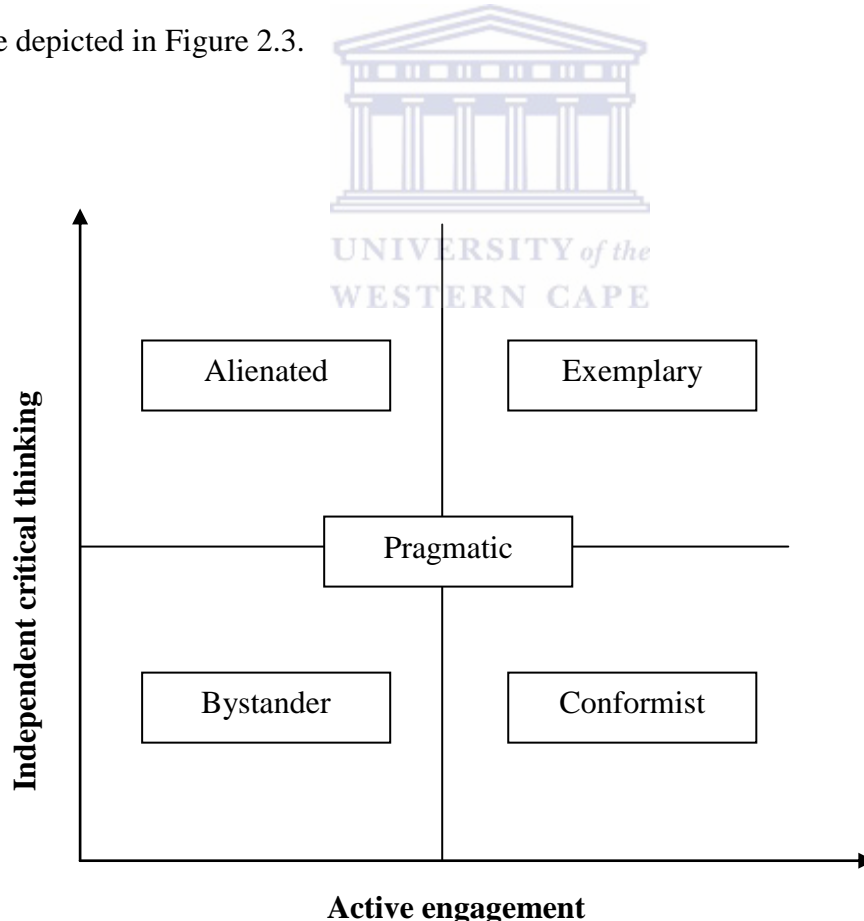 e depicted in Figure 2.3.
UNIVERSITY of the
WESTERN CAPE
Alienated
Exemplary
Independent critical thinking
Pragmatic
Bystander
Conformist
Active engagement